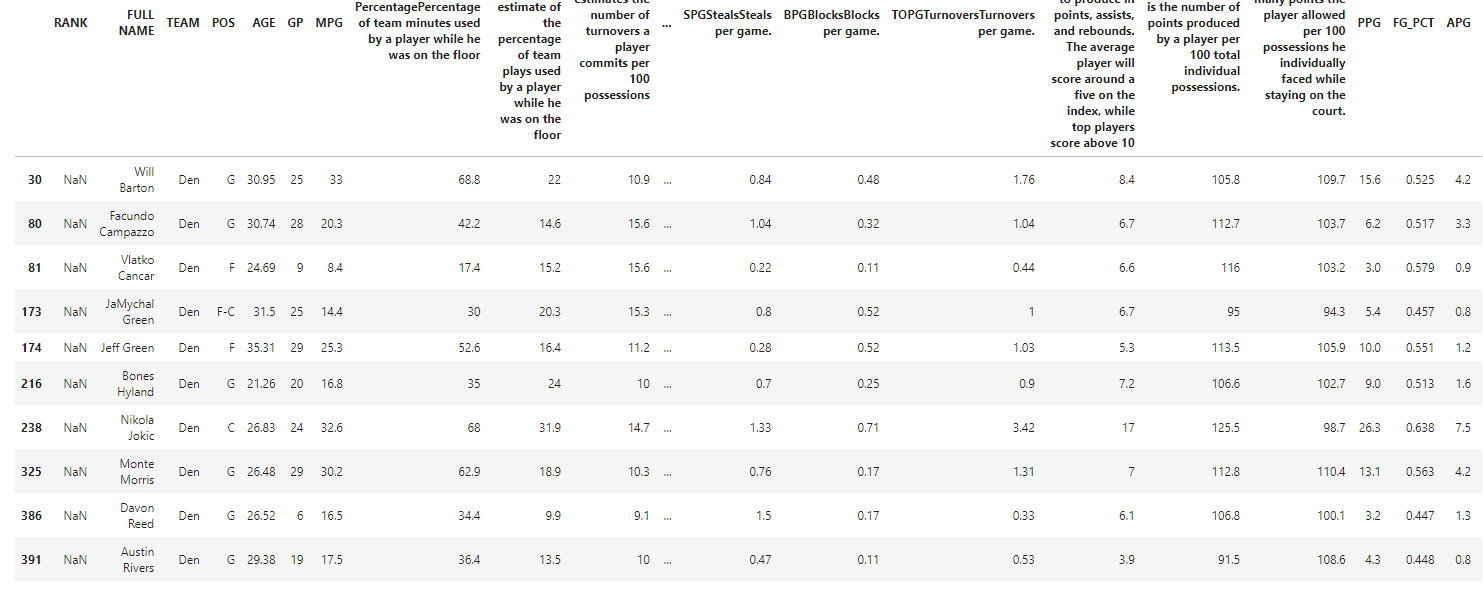 RANK FULL NAME TEAM POS AGE GP MPG PercentagePercentage of team minutes used by a player while he was on the floor estimate of the percentage of team plays used by a player while he was on the floor number of turnovers a player commits per 100 possessions ... SPGStealsSteals per game. BPGBlocksBlocks per game. TOPGTurnoversTurnovers per game. points, assists, and rebounds. The average player will score around a five on the index, while top players score above 10 is the number of points produced by a player per 100 total individual possessions. player allowed per 100 possessions he individually faced while staying on the court. PPG FG_PCT APG
30 NaN Will Barton Den G 30.95 25 33 68.8 22 10.9 ... 0.84 0.48 1.76 8.4 105.8 109.7 15.6 0.525 4.2
80 NaN Facundo Campazzo Den G 30.74 28 20.3 42.2 14.6 15.6 ... 1.04 0.32 1.04 6.7 112.7 103.7 6.2 0.517 3.3
81 NaN Vlatko Cancar Den F 24.69 9 8.4 17.4 15.2 15.6 ... 0.22 0.11 0.44 6.6 116 103.2 3.0 0.579 0.9
173 NaN JaMychal Green Den F-C 31.5 25 14.4 30 20.3 15.3 ... 0.8 0.52 1 6.7 95 94.3 5.4 0.457 0.8
174 NaN Jeff Green Den F 35.31 29 25.3 52.6 16.4 11.2 ... 0.28 0.52 1.03 5.3 113.5 105.9 10.0 0.551 1.2
216 NaN Bones Hyland Den G 21.26 20 16.8 35 24 10 ... 0.7 0.25 0.9 7.2 106.6 102.7 9.0 0.513 1.6
238 NaN Nikola Jokic Den C 26.83 24 32.6 68 31.9 14.7 ... 1.33 0.71 3.42 17 125.5 98.7 26.3 0.638 7.5
325 NaN Monte Morris Den G 26.48 29 30.2 62.9 18.9 10.3 ... 0.76 0.17 1.31 7 112.8 110.4 13.1 0.563 4.2
386 NaN Davon Reed Den G 26.52 6 16.5 34.4 9.9 9.1 ... 1.5 0.17 0.33 6.1 106.8 100.1 3.2 0.447 1.3
391 NaN Austin Rivers Den G 29.38 19 17.5 36.4 13.5 10 ... 0.47 0.11 0.53 3.9 91.5 108.6 4.3 0.448 0.8